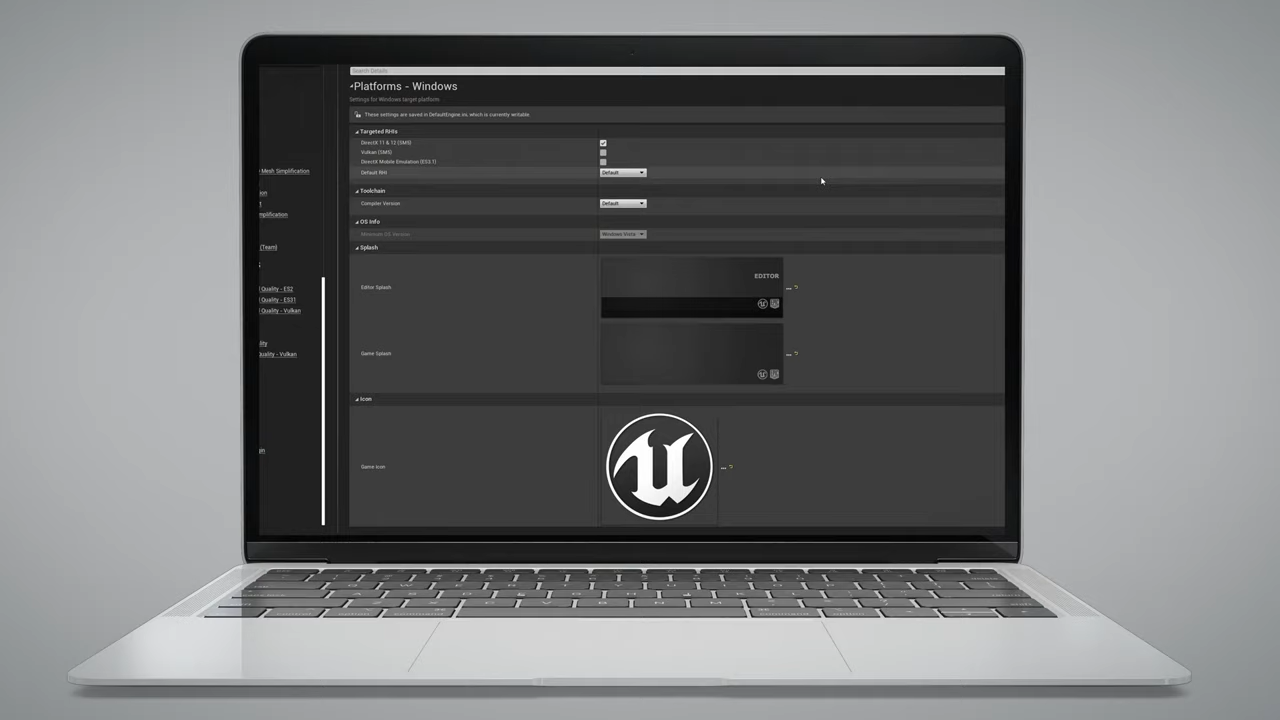 Search Details
Platforms - Windows
Settings for Windows target platform
These settings are saved in DefaultEngine.ini, which is currently writable.
Targeted RHIs
DirectX 11 & 12 (SM5)
Vulkan (SM5)
DirectX Mobile Emulation (ES3.1)
Default RHI
Default
Toolchain
Compiler Version
Default
OS Info
Minimum OS Version
Windows Vista
Splash
Editor Splash
EDITOR
Game Splash
Icon
Game Icon
Mesh Simplification
(Team)
Quality - ES2
Quality - ES31
Quality - Vulkan
Quality - Vulkan